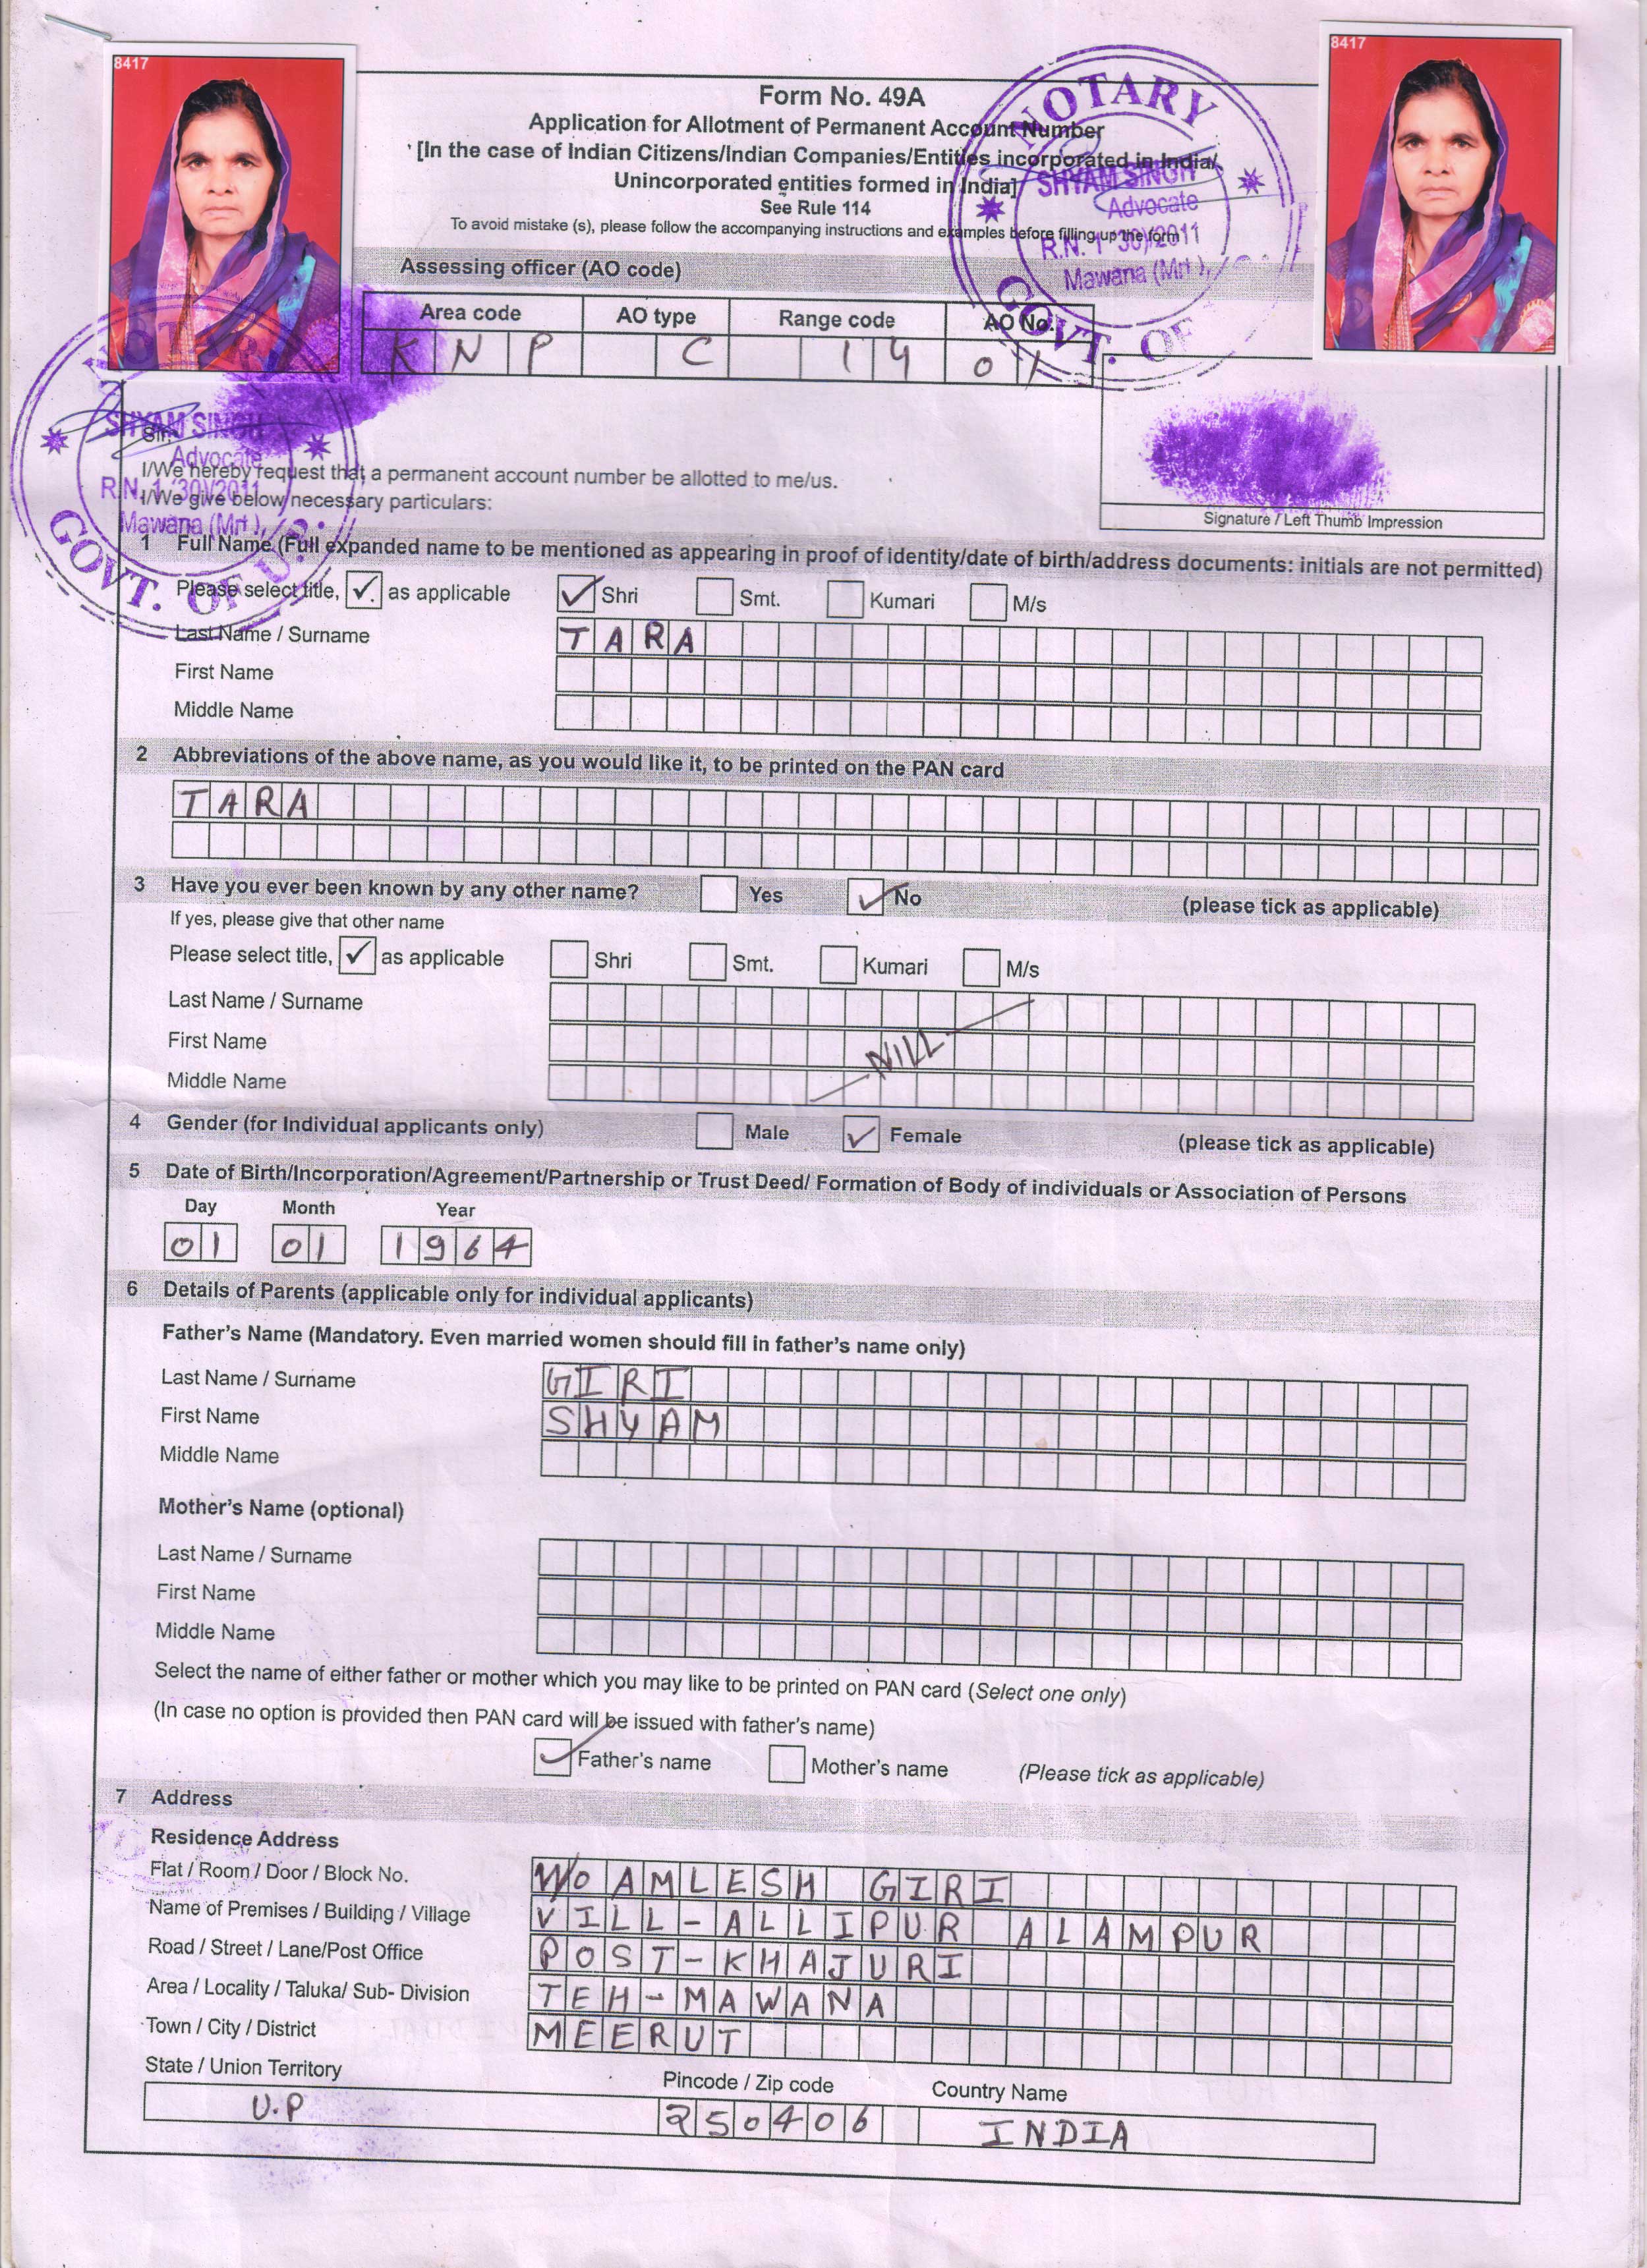 8417
8417
Form No. 49A
Application for Allotment of Permanent Account Number
[In the case of Indian Citizens/Indian Companies/Entities incorporated in India/
Unincorporated entities formed in India]
See Rule 114
To avoid mistake (s), please follow the accompanying instructions and examples before filling up the form
NOTARY
SHYAM SINGH
Advocate
Mawana (Mrt.)
GOVT. OF
Assessing officer (AO code)
Area code AO type Range code AO No.
KNP C 14 01
NOTARY
SHYAM SINGH
Advocate
Mawana (Mrt.),
GOVT. OF U.P.
Sir,
I/We hereby request that a permanent account number be allotted to me/us.
I/We give below necessary particulars:
Signature / Left Thumb Impression
1 Full Name (Full expanded name to be mentioned as appearing in proof of identity/date of birth/address documents: initials are not permitted)
Please select title, ✓ as applicable ✓ Shri Smt. Kumari M/s
Last Name / Surname TARA
First Name
Middle Name
2 Abbreviations of the above name, as you would like it, to be printed on the PAN card
TARA
3 Have you ever been known by any other name? Yes ✓ No (please tick as applicable)
If yes, please give that other name
Please select title, ✓ as applicable Shri Smt. Kumari M/s
Last Name / Surname
First Name NILL
Middle Name
4 Gender (for Individual applicants only) Male ✓ Female (please tick as applicable)
5 Date of Birth/Incorporation/Agreement/Partnership or Trust Deed/ Formation of Body of individuals or Association of Persons
Day Month Year
01 01 1964
6 Details of Parents (applicable only for individual applicants)
Father's Name (Mandatory. Even married women should fill in father's name only)
Last Name / Surname GIRI
First Name SHYAM
Middle Name
Mother's Name (optional)
Last Name / Surname
First Name
Middle Name
Select the name of either father or mother which you may like to be printed on PAN card (Select one only)
(In case no option is provided then PAN card will be issued with father's name)
✓ Father's name Mother's name (Please tick as applicable)
7 Address
Residence Address
Flat / Room / Door / Block No. W/O AMLESH GIRI
Name of Premises / Building / Village VILL-ALLIPUR ALAMPUR
Road / Street / Lane/Post Office POST-KHAJURI
Area / Locality / Taluka/ Sub- Division TEH-MAWANA
Town / City / District MEERUT
State / Union Territory Pincode / Zip code Country Name
U.P 250406 INDIA